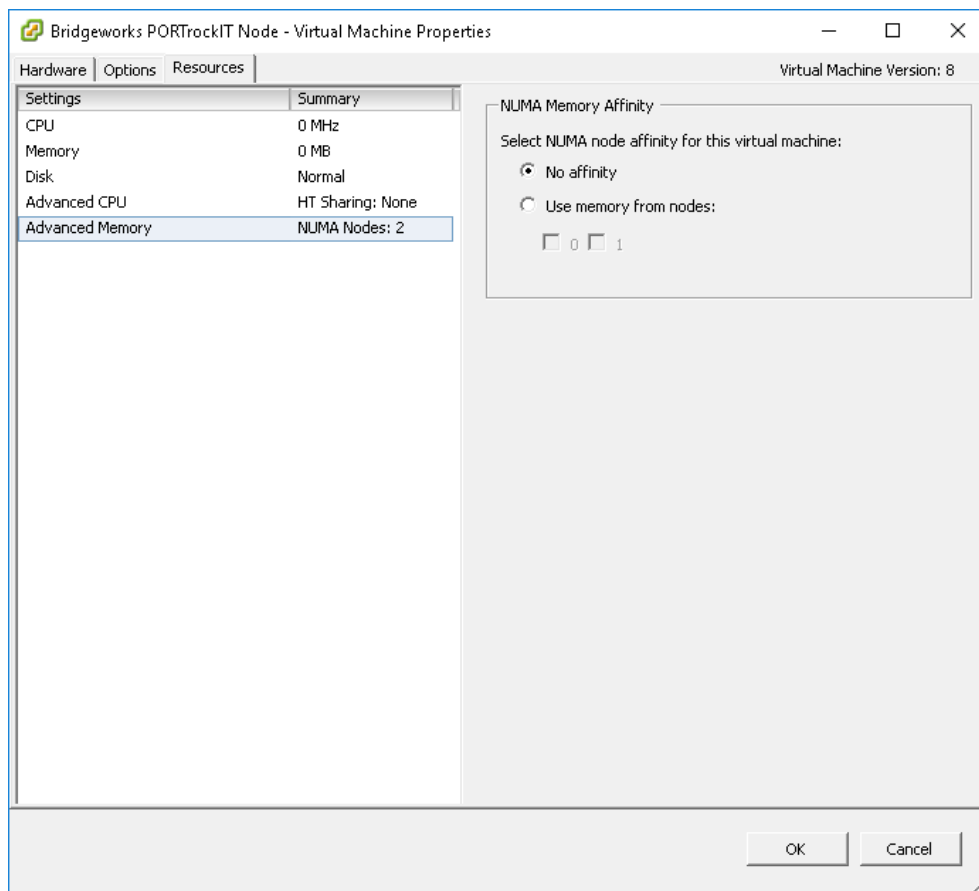 Bridgeworks PORTrockIT Node - Virtual Machine Properties
Hardware Options Resources Virtual Machine Version: 8
Settings Summary
CPU 0 MHz
Memory 0 MB
Disk Normal
Advanced CPU HT Sharing: None
Advanced Memory NUMA Nodes: 2
NUMA Memory Affinity
Select NUMA node affinity for this virtual machine:
No affinity
Use memory from nodes:
0 1
OK Cancel